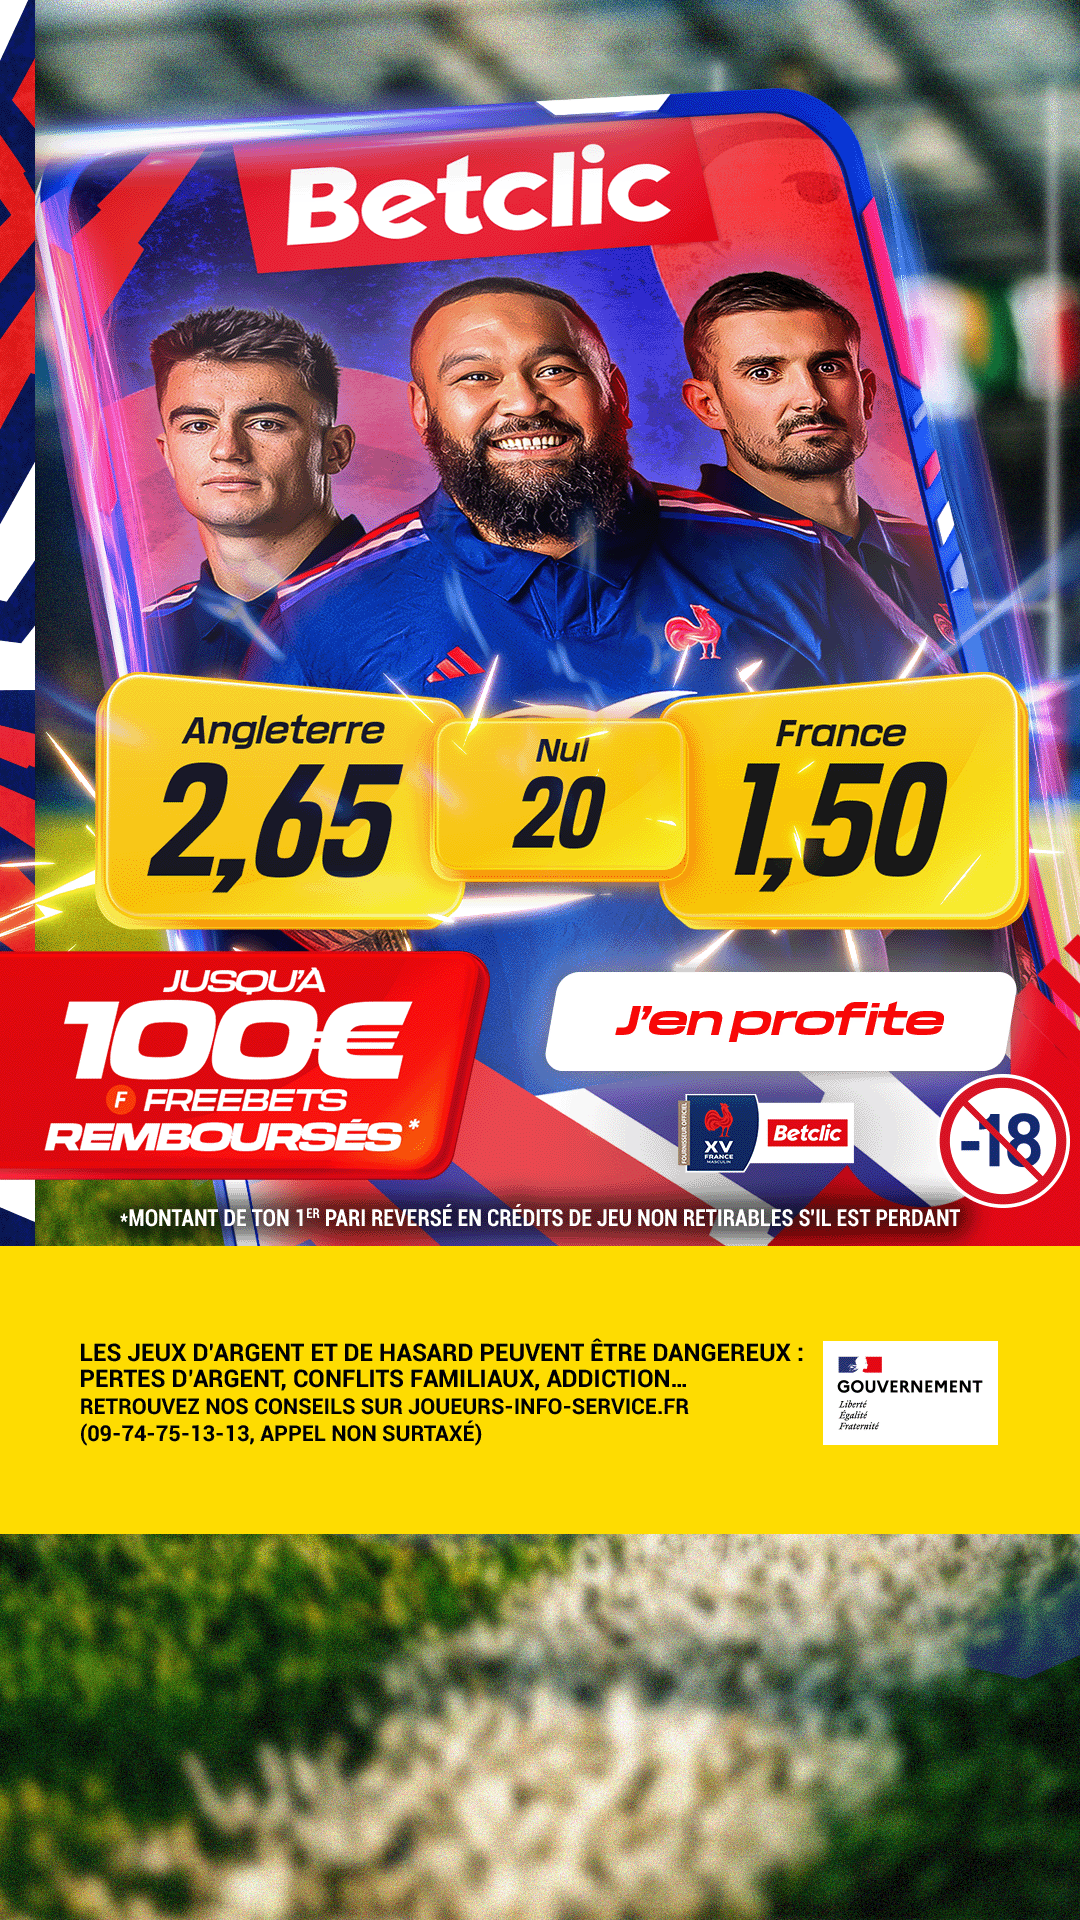 Betclic
Angleterre
2,65
Nul
20
France
1,50
JUSQU'À
100€
F FREEBETS
REMBOURSÉS*
J'en profite
FOURNISSEUR OFFICIEL
XV
FRANCE
MASCULIN
Betclic
-18
*MONTANT DE TON 1ER PARI REVERSÉ EN CRÉDITS DE JEU NON RETIRABLES S'IL EST PERDANT
LES JEUX D'ARGENT ET DE HASARD PEUVENT ÊTRE DANGEREUX :
PERTES D'ARGENT, CONFLITS FAMILIAUX, ADDICTION…
RETROUVEZ NOS CONSEILS SUR JOUEURS-INFO-SERVICE.FR
(09-74-75-13-13, APPEL NON SURTAXÉ)
GOUVERNEMENT
Liberté
Égalité
Fraternité